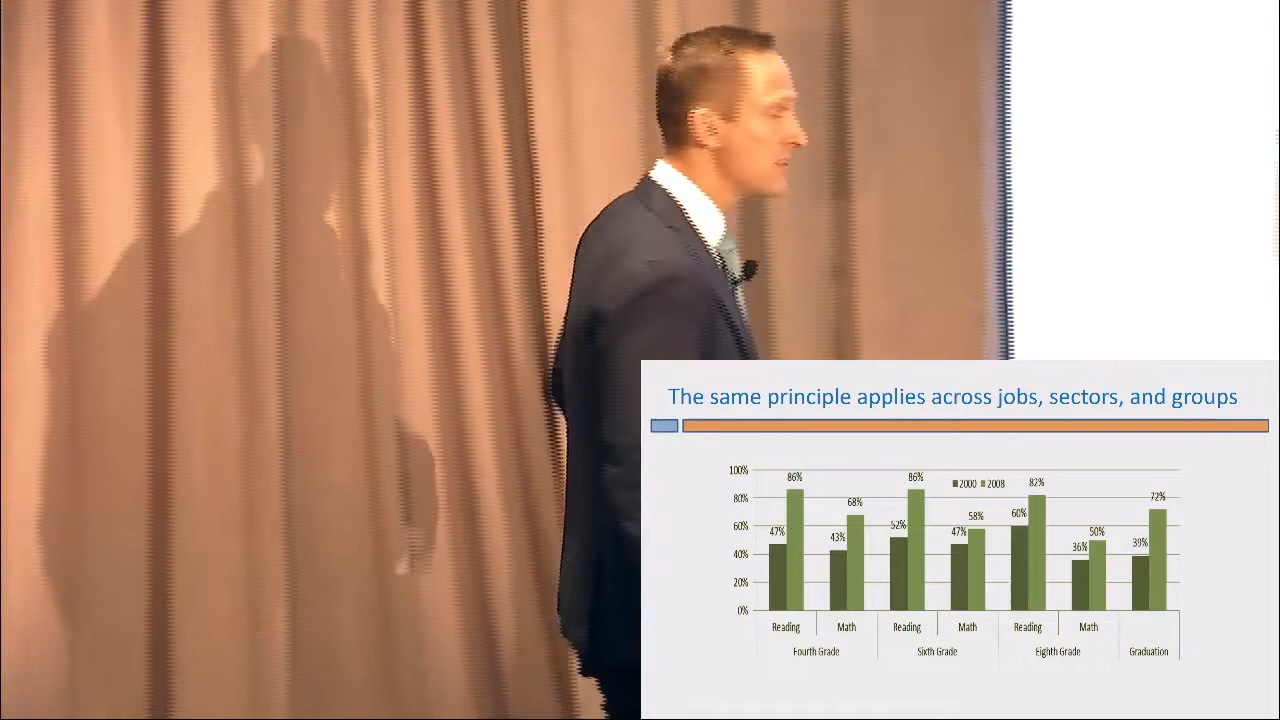 The same principle applies across jobs, sectors, and groups
100%
80%
60%
40%
20%
0%
2000 2008
47% 86% 43% 68% 52% 86% 47% 58% 60% 82% 36% 50% 39% 72%
Reading Math Reading Math Reading Math
Fourth Grade Sixth Grade Eighth Grade Graduation